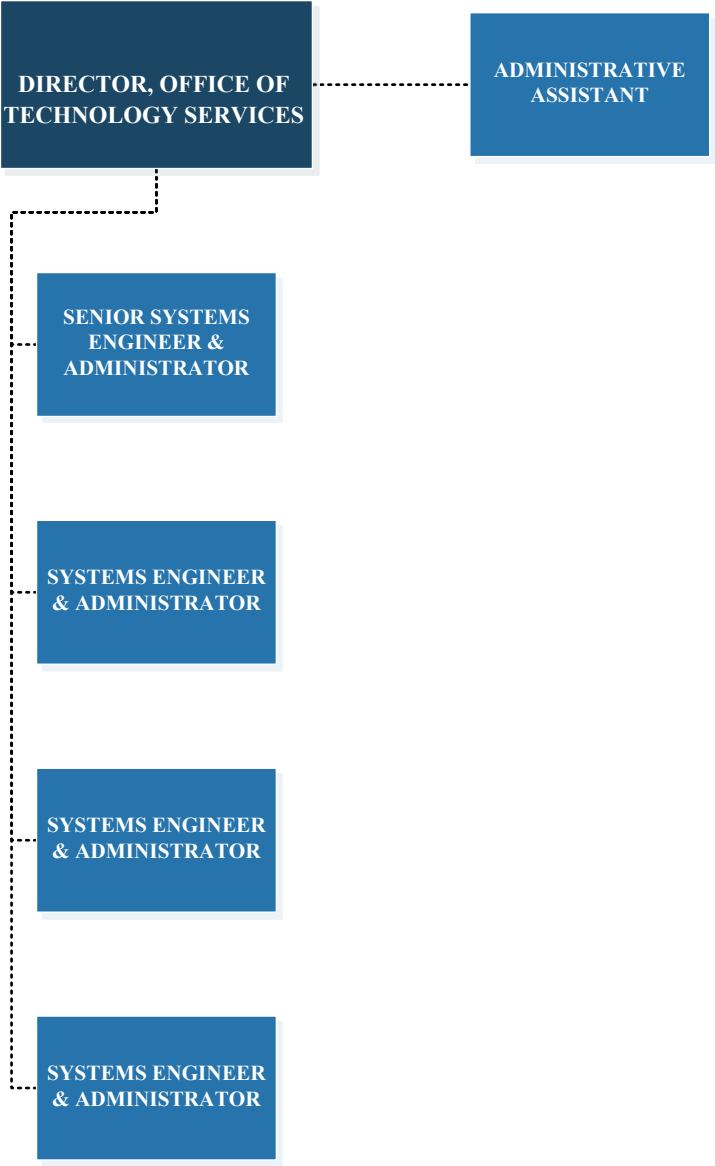 DIRECTOR, OFFICE OF
TECHNOLOGY SERVICES
ADMINISTRATIVE
ASSISTANT
SENIOR SYSTEMS
ENGINEER &
ADMINISTRATOR
SYSTEMS ENGINEER
& ADMINISTRATOR
SYSTEMS ENGINEER
& ADMINISTRATOR
SYSTEMS ENGINEER
& ADMINISTRATOR